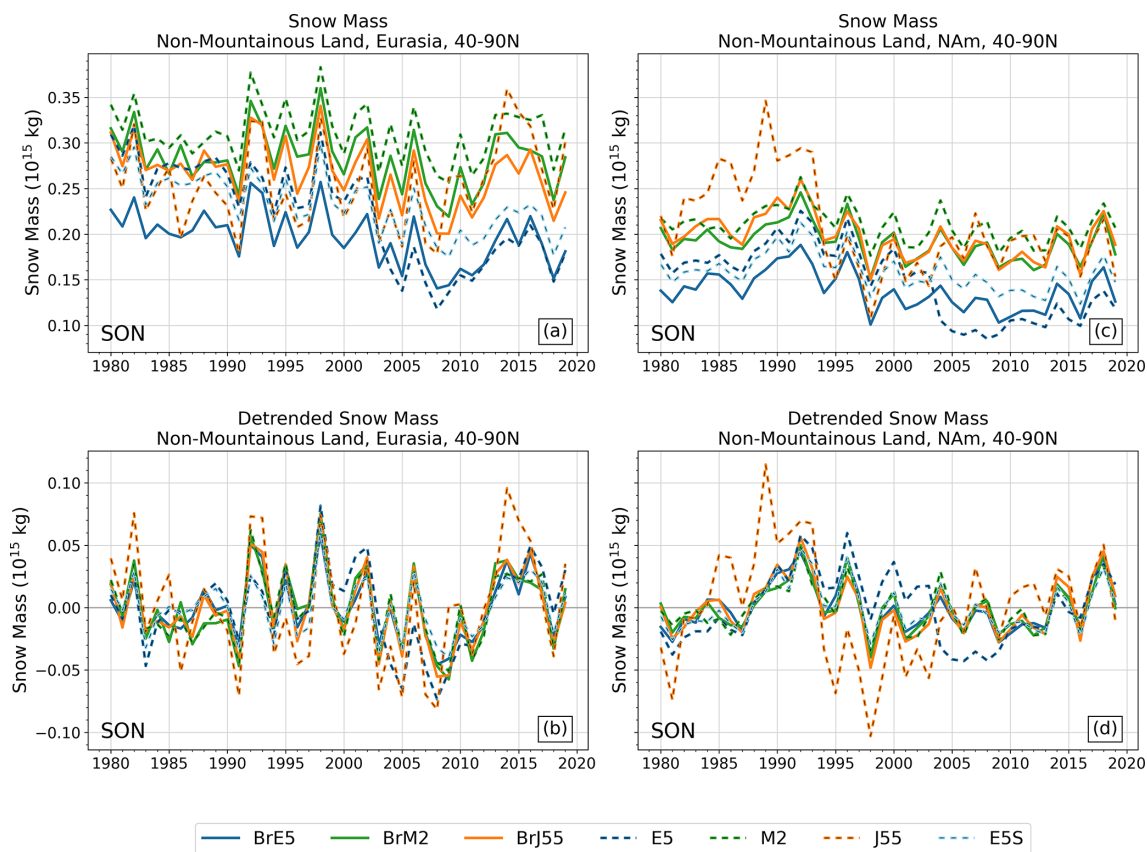 Snow Mass
Non-Mountainous Land, Eurasia, 40-90N
Snow Mass (10¹⁵ kg)
0.35
0.30
0.25
0.20
0.15
0.10
SON
(a)
1980 1985 1990 1995 2000 2005 2010 2015 2020
Snow Mass
Non-Mountainous Land, NAm, 40-90N
Snow Mass (10¹⁵ kg)
SON
(c)
1980 1985 1990 1995 2000 2005 2010 2015 2020
Detrended Snow Mass
Non-Mountainous Land, Eurasia, 40-90N
Snow Mass (10¹⁵ kg)
0.10
0.05
0.00
−0.05
−0.10
SON
(b)
1980 1985 1990 1995 2000 2005 2010 2015 2020
Detrended Snow Mass
Non-Mountainous Land, NAm, 40-90N
Snow Mass (10¹⁵ kg)
SON
(d)
1980 1985 1990 1995 2000 2005 2010 2015 2020
BrE5 BrM2 BrJ55 E5 M2 J55 E5S